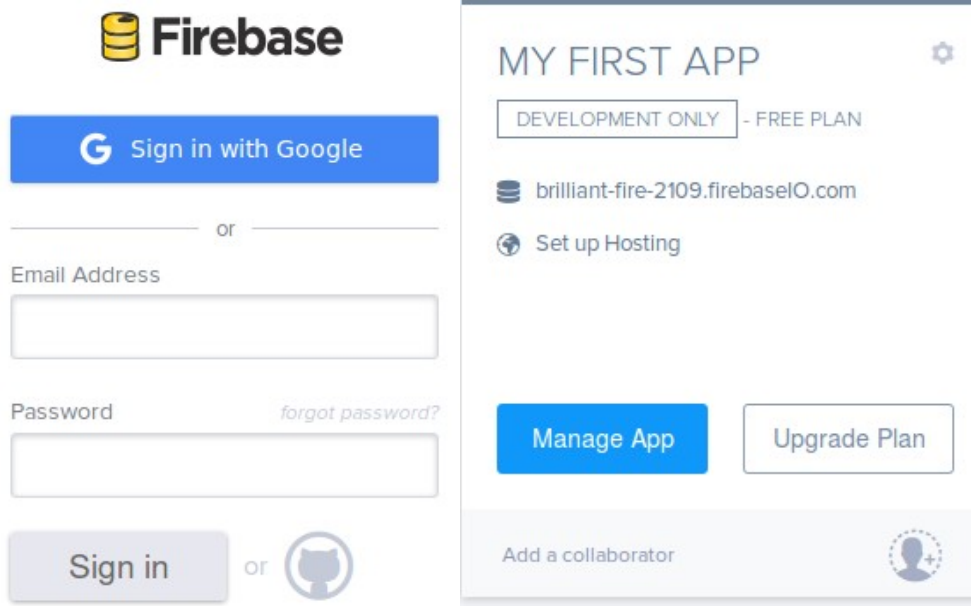 Firebase
Sign in with Google
or
Email Address
Password forgot password?
Sign in or
MY FIRST APP
DEVELOPMENT ONLY - FREE PLAN
brilliant-fire-2109.firebaseIO.com
Set up Hosting
Manage App Upgrade Plan
Add a collaborator